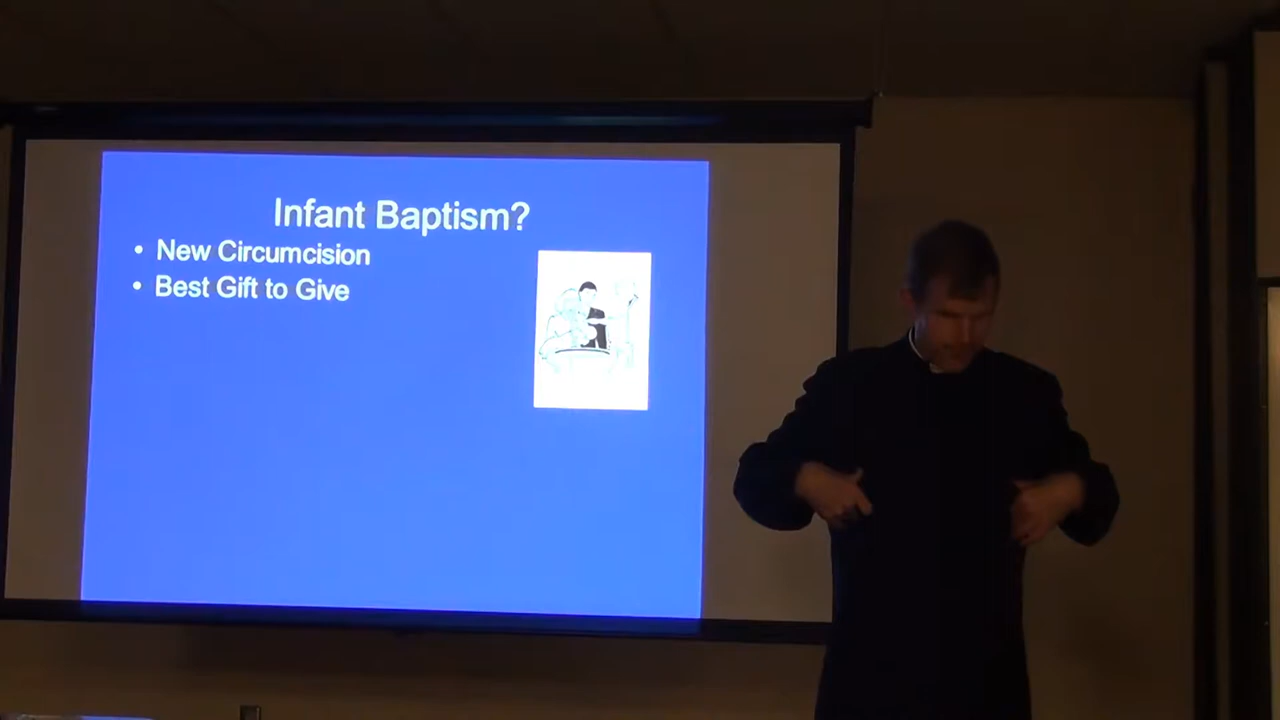 Infant Baptism?
• New Circumcision
• Best Gift to Give